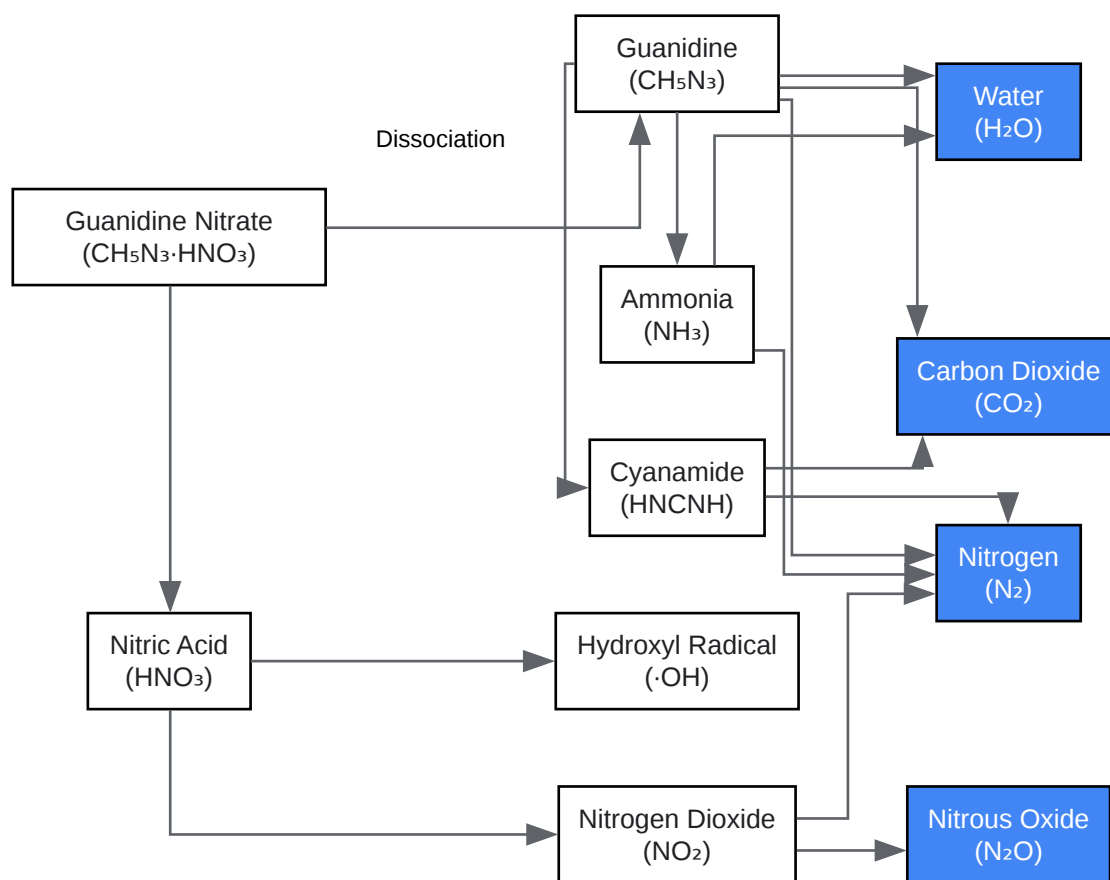 Guanidine
(CH₅N₃)
Water
(H₂O)
Dissociation
Guanidine Nitrate
(CH₅N₃·HNO₃)
Ammonia
(NH₃)
Carbon Dioxide
(CO₂)
Cyanamide
(HNCNH)
Nitrogen
(N₂)
Nitric Acid
(HNO₃)
Hydroxyl Radical
(·OH)
Nitrogen Dioxide
(NO₂)
Nitrous Oxide
(N₂O)